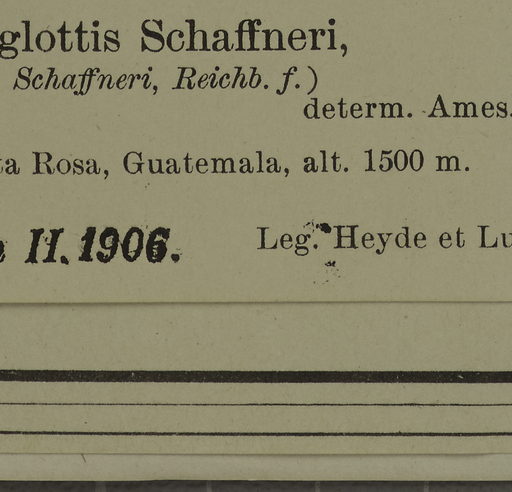 glottis Schaffneri,
Schaffneri, Reichb. f.)
determ. Ames.
ta Rosa, Guatemala, alt. 1500 m.
II. 1906. Leg. Heyde et Lu